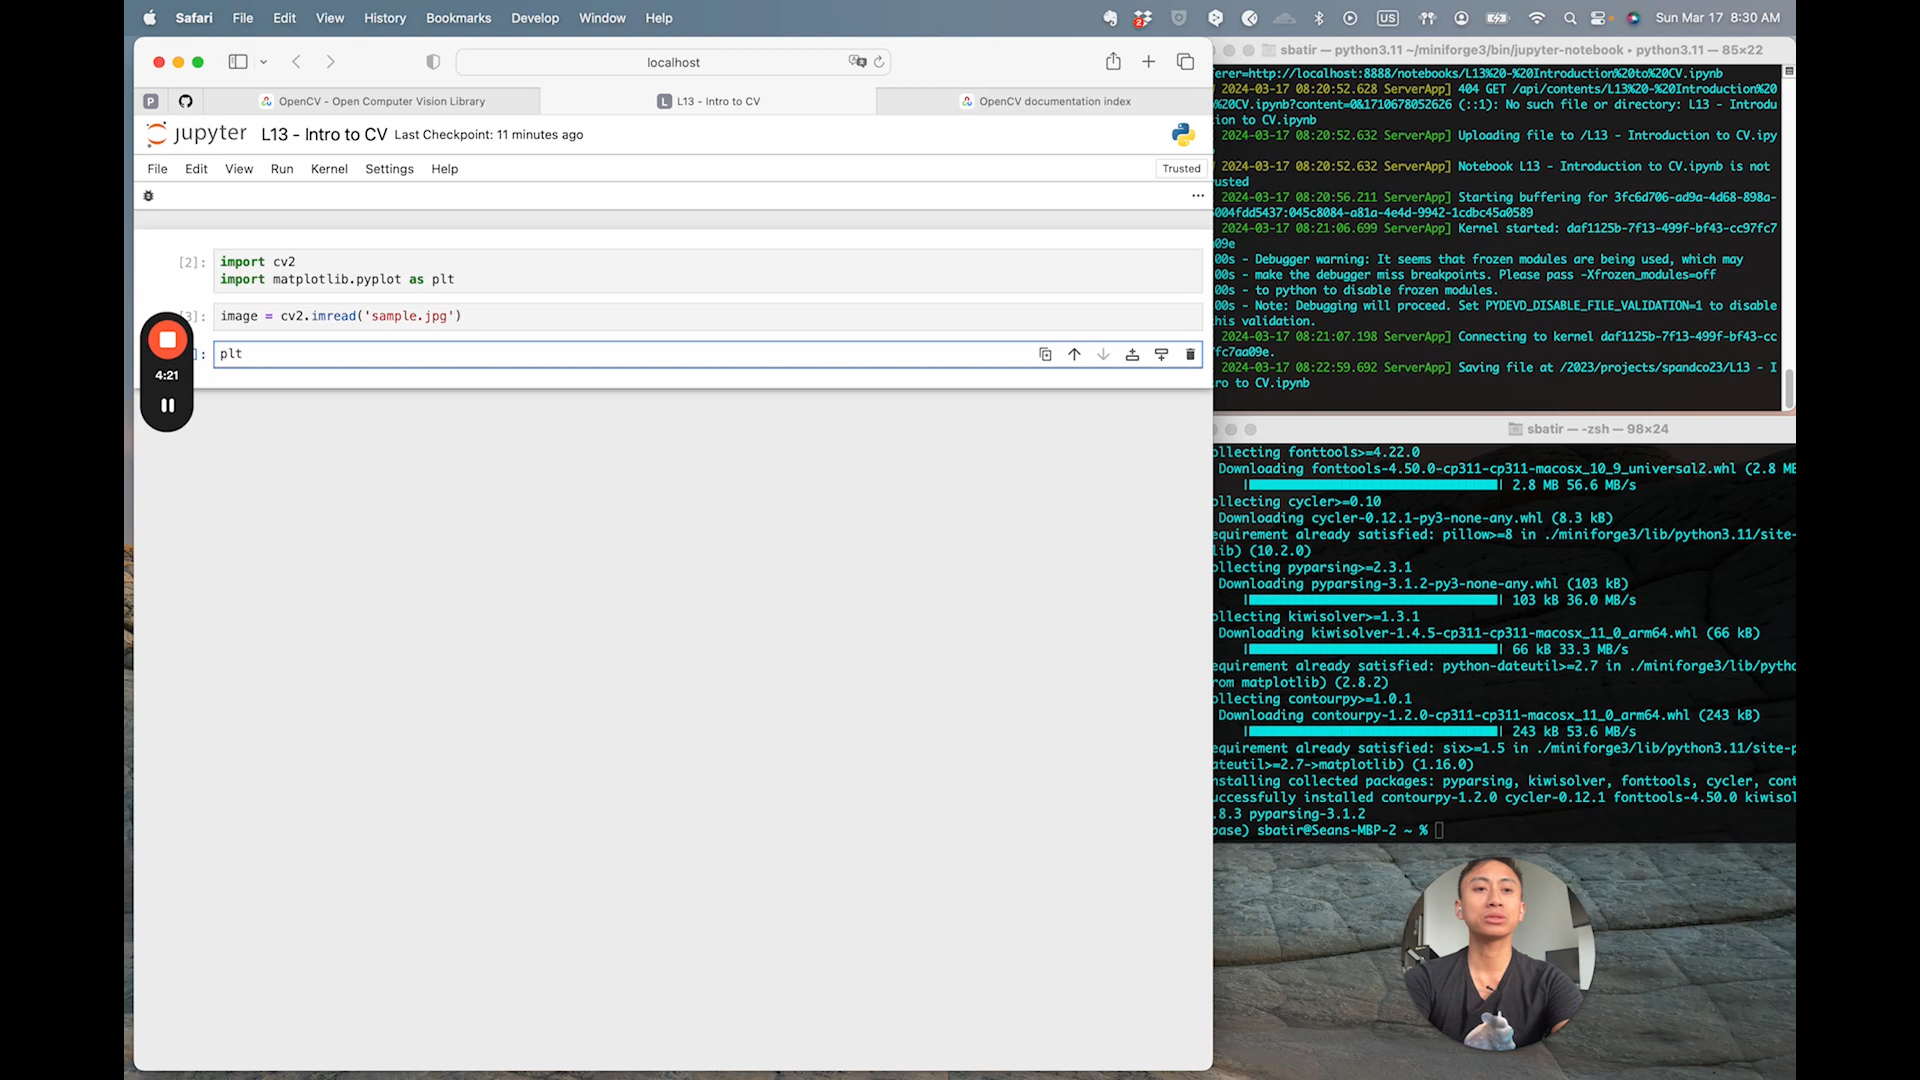 Safari File Edit View History Bookmarks Develop Window Help
2 US Sun Mar 17 8:30 AM
localhost
P OpenCV - Open Computer Vision Library L L13 - Intro to CV OpenCV documentation index
jupyter L13 - Intro to CV Last Checkpoint: 11 minutes ago
File Edit View Run Kernel Settings Help Trusted
[2]: import cv2
import matplotlib.pyplot as plt
3]: image = cv2.imread('sample.jpg')
]: plt
4:21
sbatir — python3.11 ~/miniforge3/bin/jupyter-notebook ▸ python3.11 — 85×22
ferer=http://localhost:8888/notebooks/L13%20-%20Introduction%20to%20CV.ipynb
2024-03-17 08:20:52.628 ServerApp] 404 GET /api/contents/L13%20-%20Introduction%20
%20CV.ipynb?content=0&1710678052626 (::1): No such file or directory: L13 - Introdu
ion to CV.ipynb
2024-03-17 08:20:52.632 ServerApp] Uploading file to /L13 - Introduction to CV.ipy
2024-03-17 08:20:52.632 ServerApp] Notebook L13 - Introduction to CV.ipynb is not
usted
2024-03-17 08:20:56.211 ServerApp] Starting buffering for 3fc6d706-ad9a-4d68-898a-
004fdd5437:045c8084-a81a-4e4d-9942-1cdbc45a0589
2024-03-17 08:21:06.699 ServerApp] Kernel started: daf1125b-7f13-499f-bf43-cc97fc7
09e
00s - Debugger warning: It seems that frozen modules are being used, which may
00s - make the debugger miss breakpoints. Please pass -Xfrozen_modules=off
00s - to python to disable frozen modules.
00s - Note: Debugging will proceed. Set PYDEVD_DISABLE_FILE_VALIDATION=1 to disable
this validation.
2024-03-17 08:21:07.198 ServerApp] Connecting to kernel daf1125b-7f13-499f-bf43-cc
7fc7aa09e.
2024-03-17 08:22:59.692 ServerApp] Saving file at /2023/projects/spandco23/L13 - I
tro to CV.ipynb
sbatir — -zsh — 98×24
ollecting fonttools>=4.22.0
Downloading fonttools-4.50.0-cp311-cp311-macosx_10_9_universal2.whl (2.8 MB
2.8 MB 56.6 MB/s
ollecting cycler>=0.10
Downloading cycler-0.12.1-py3-none-any.whl (8.3 kB)
equirement already satisfied: pillow>=8 in ./miniforge3/lib/python3.11/site-
lib) (10.2.0)
ollecting pyparsing>=2.3.1
Downloading pyparsing-3.1.2-py3-none-any.whl (103 kB)
103 kB 36.0 MB/s
ollecting kiwisolver>=1.3.1
Downloading kiwisolver-1.4.5-cp311-cp311-macosx_11_0_arm64.whl (66 kB)
66 kB 33.3 MB/s
equirement already satisfied: python-dateutil>=2.7 in ./miniforge3/lib/pytho
rom matplotlib) (2.8.2)
ollecting contourpy>=1.0.1
Downloading contourpy-1.2.0-cp311-cp311-macosx_11_0_arm64.whl (243 kB)
243 kB 53.6 MB/s
equirement already satisfied: six>=1.5 in ./miniforge3/lib/python3.11/site-p
ateutil>=2.7->matplotlib) (1.16.0)
nstalling collected packages: pyparsing, kiwisolver, fonttools, cycler, cont
uccessfully installed contourpy-1.2.0 cycler-0.12.1 fonttools-4.50.0 kiwisol
.8.3 pyparsing-3.1.2
base) sbatir@Seans-MBP-2 ~ %